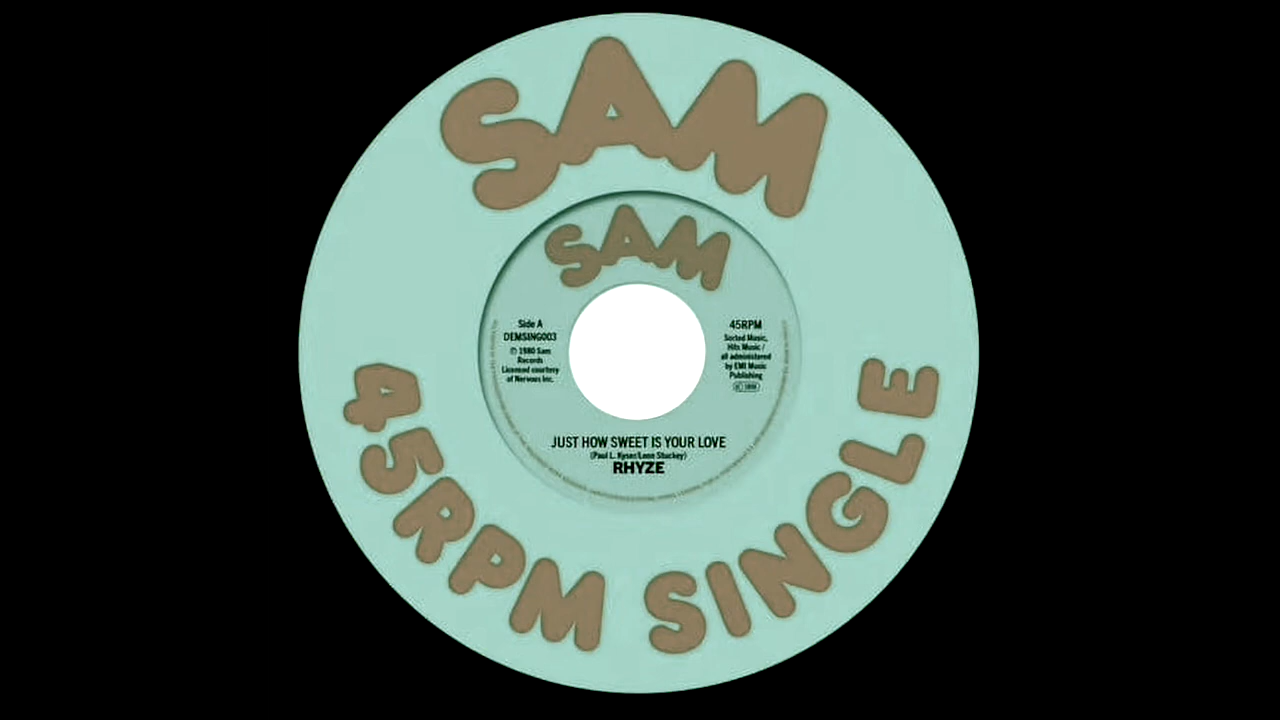 SAM
SAM
Side A
DEMSING003
℗ 1980 Sam
Records
Licensed courtesy
of Nervous Inc.
45RPM
Sorted Music,
Hits Music /
all administered
by EMI Music
Publishing
JUST HOW SWEET IS YOUR LOVE
(Paul L. Kyser/Leon Stuckey)
RHYZE
45RPM SINGLE